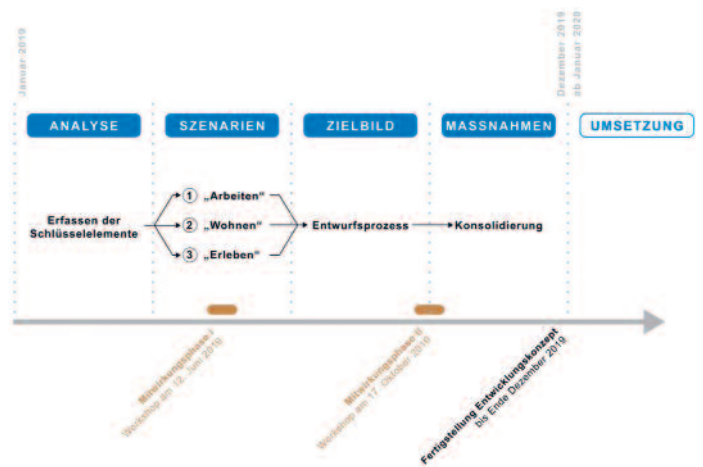 Januar 2019
Dezember 2019
ab Januar 2020
ANALYSE
SZENARIEN
ZIELBILD
MASSNAHMEN
UMSETZUNG
Erfassen der
Schlüsselelemente
1 „Arbeiten“
2 „Wohnen“
3 „Erleben“
Entwurfsprozess
Konsolidierung
Mitwirkungsphase I
Workshop am 12. Juni 2019
Mitwirkungsphase II
Workshop am 17. Oktober 2019
Fertigstellung Entwicklungskonzept
bis Ende Dezember 2019